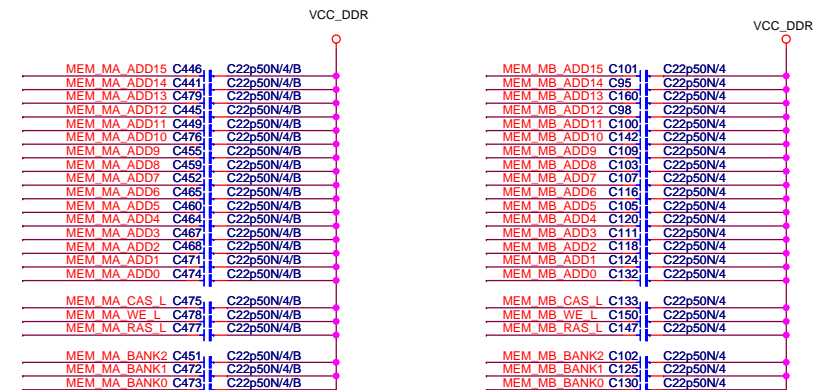 VCC_DDR
MEM_MA_ADD15 C446 C22p50N/4/B
MEM_MA_ADD14 C441 C22p50N/4/B
MEM_MA_ADD13 C479 C22p50N/4/B
MEM_MA_ADD12 C445 C22p50N/4/B
MEM_MA_ADD11 C449 C22p50N/4/B
MEM_MA_ADD10 C476 C22p50N/4/B
MEM_MA_ADD9 C455 C22p50N/4/B
MEM_MA_ADD8 C459 C22p50N/4/B
MEM_MA_ADD7 C452 C22p50N/4/B
MEM_MA_ADD6 C465 C22p50N/4/B
MEM_MA_ADD5 C460 C22p50N/4/B
MEM_MA_ADD4 C464 C22p50N/4/B
MEM_MA_ADD3 C467 C22p50N/4/B
MEM_MA_ADD2 C468 C22p50N/4/B
MEM_MA_ADD1 C471 C22p50N/4/B
MEM_MA_ADD0 C474 C22p50N/4/B
MEM_MA_CAS_L C475 C22p50N/4/B
MEM_MA_WE_L C478 C22p50N/4/B
MEM_MA_RAS_L C477 C22p50N/4/B
MEM_MA_BANK2 C451 C22p50N/4/B
MEM_MA_BANK1 C472 C22p50N/4/B
MEM_MA_BANK0 C473 C22p50N/4/B
VCC_DDR
MEM_MB_ADD15 C101 C22p50N/4
MEM_MB_ADD14 C95 C22p50N/4
MEM_MB_ADD13 C160 C22p50N/4
MEM_MB_ADD12 C98 C22p50N/4
MEM_MB_ADD11 C100 C22p50N/4
MEM_MB_ADD10 C142 C22p50N/4
MEM_MB_ADD9 C109 C22p50N/4
MEM_MB_ADD8 C103 C22p50N/4
MEM_MB_ADD7 C107 C22p50N/4
MEM_MB_ADD6 C116 C22p50N/4
MEM_MB_ADD5 C105 C22p50N/4
MEM_MB_ADD4 C120 C22p50N/4
MEM_MB_ADD3 C111 C22p50N/4
MEM_MB_ADD2 C118 C22p50N/4
MEM_MB_ADD1 C124 C22p50N/4
MEM_MB_ADD0 C132 C22p50N/4
MEM_MB_CAS_L C133 C22p50N/4
MEM_MB_WE_L C150 C22p50N/4
MEM_MB_RAS_L C147 C22p50N/4
MEM_MB_BANK2 C102 C22p50N/4
MEM_MB_BANK1 C125 C22p50N/4
MEM_MB_BANK0 C130 C22p50N/4